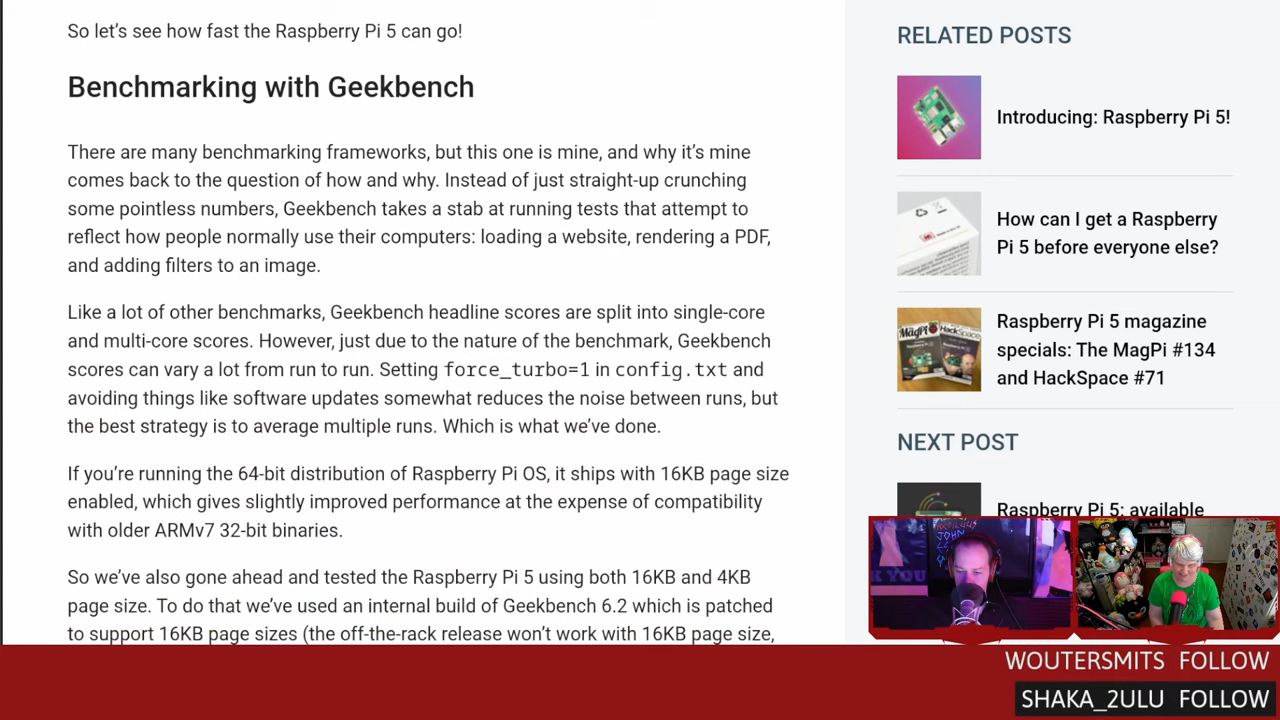 So let’s see how fast the Raspberry Pi 5 can go!
Benchmarking with Geekbench
There are many benchmarking frameworks, but this one is mine, and why it’s mine
comes back to the question of how and why. Instead of just straight-up crunching
some pointless numbers, Geekbench takes a stab at running tests that attempt to
reflect how people normally use their computers: loading a website, rendering a PDF,
and adding filters to an image.
Like a lot of other benchmarks, Geekbench headline scores are split into single-core
and multi-core scores. However, just due to the nature of the benchmark, Geekbench
scores can vary a lot from run to run. Setting force_turbo=1 in config.txt and
avoiding things like software updates somewhat reduces the noise between runs, but
the best strategy is to average multiple runs. Which is what we’ve done.
If you’re running the 64-bit distribution of Raspberry Pi OS, it ships with 16KB page size
enabled, which gives slightly improved performance at the expense of compatibility
with older ARMv7 32-bit binaries.
So we’ve also gone ahead and tested the Raspberry Pi 5 using both 16KB and 4KB
page size. To do that we’ve used an internal build of Geekbench 6.2 which is patched
to support 16KB page sizes (the off-the-rack release won’t work with 16KB page size,
RELATED POSTS
Introducing: Raspberry Pi 5!
How can I get a Raspberry
Pi 5 before everyone else?
MagPi
HackSpace
Raspberry Pi 5 magazine
specials: The MagPi #134
and HackSpace #71
NEXT POST
Raspberry Pi 5: available
JOHN
K YOU
WOUTERSMITS FOLLOW
SHAKA_2ULU FOLLOW